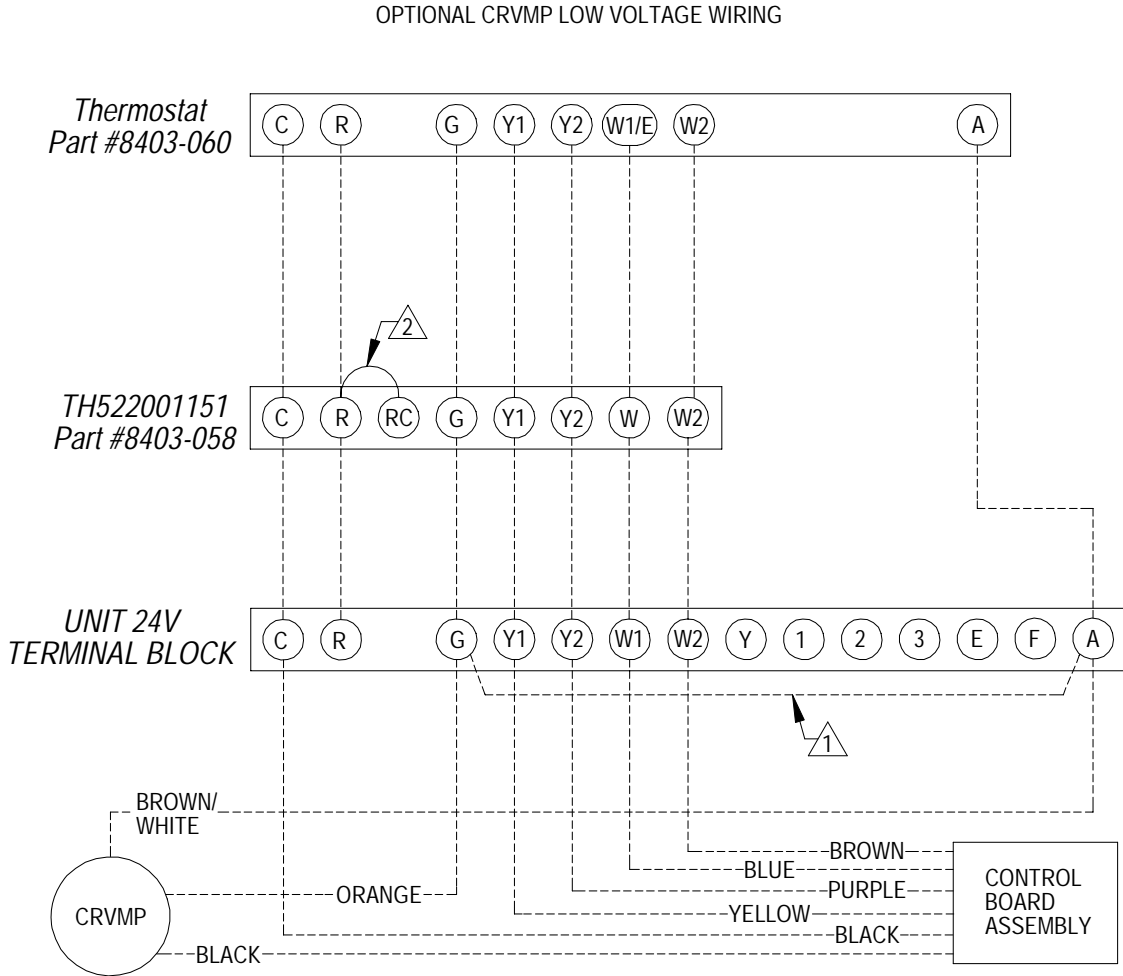 OPTIONAL CRVMP LOW VOLTAGE WIRING
Thermostat
Part #8403-060
C R G Y1 Y2 W1/E W2 A
2
TH522001151
Part #8403-058
C R RC G Y1 Y2 W W2
UNIT 24V
TERMINAL BLOCK
C R G Y1 Y2 W1 W2 Y 1 2 3 E F A
1
BROWN/
WHITE
BROWN
BLUE
ORANGE
PURPLE
YELLOW
BLACK
BLACK
CRVMP
CONTROL
BOARD
ASSEMBLY